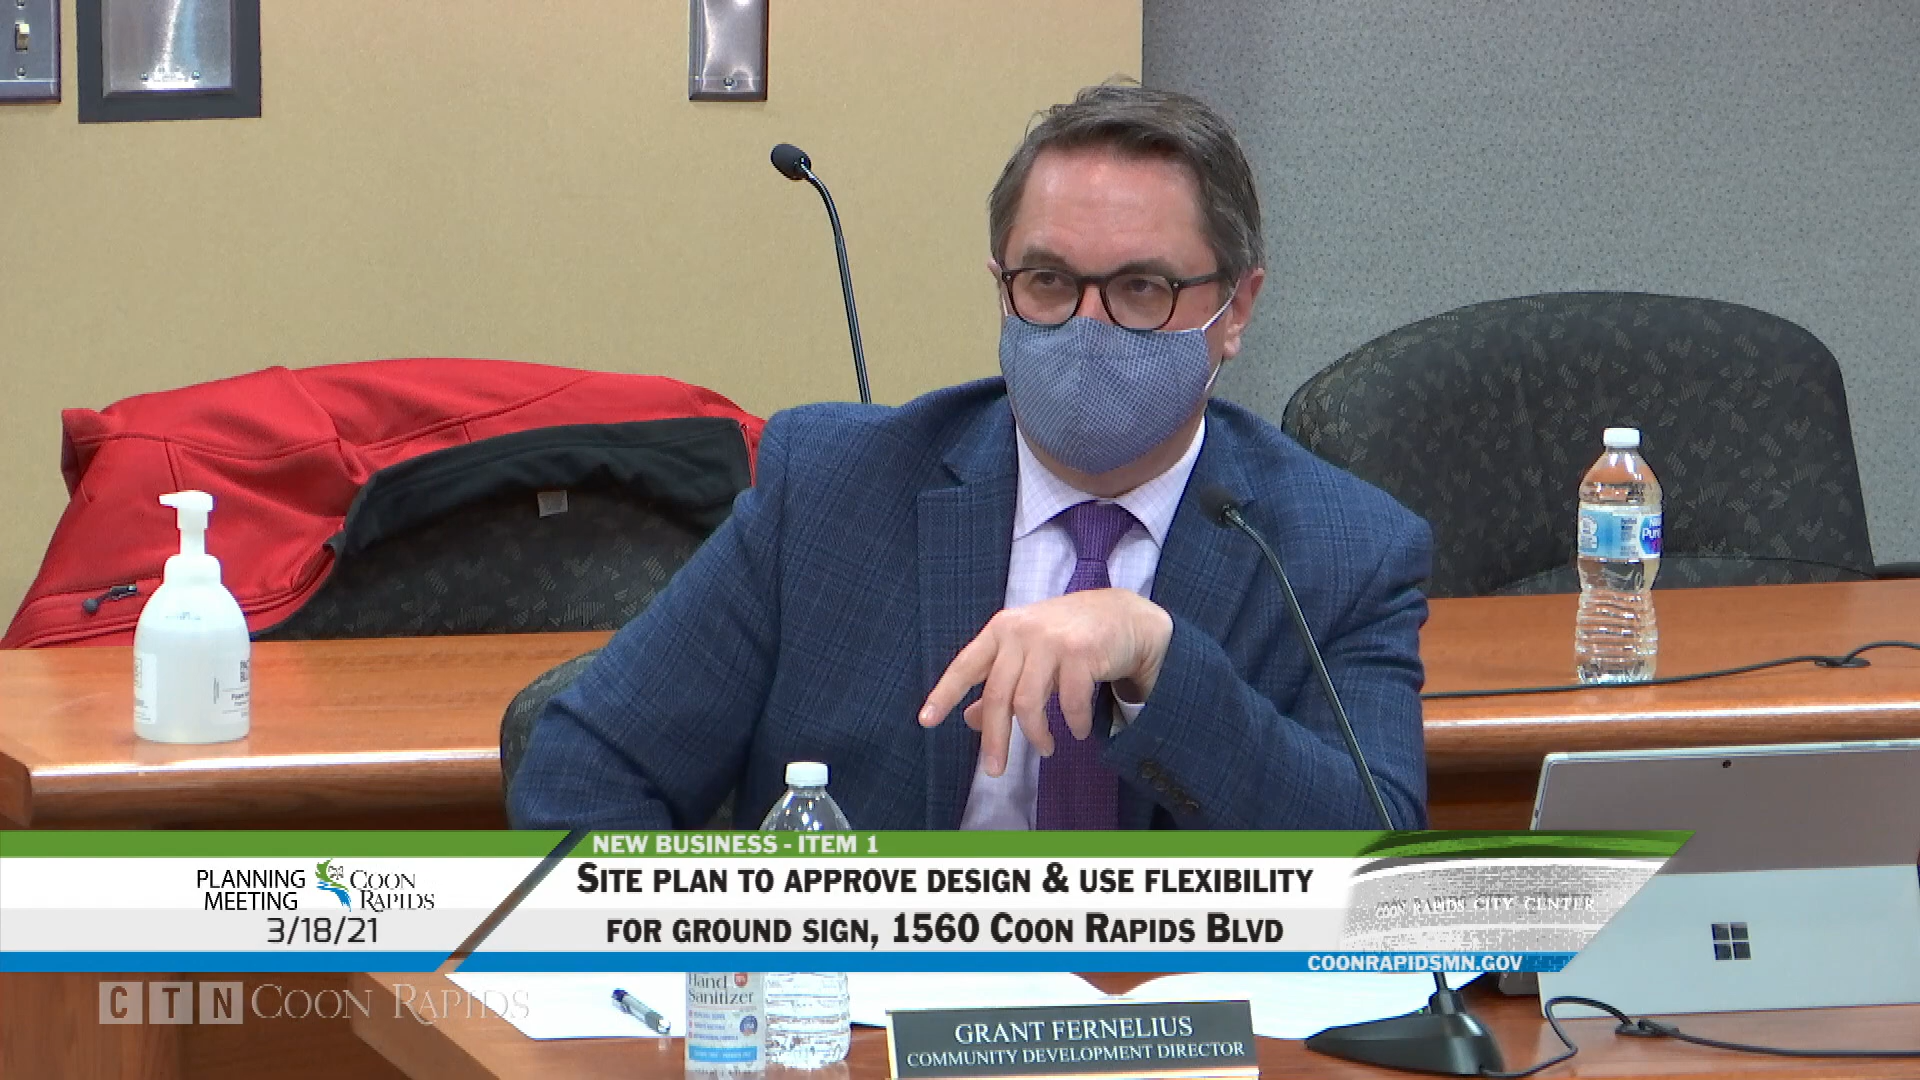 NEW BUSINESS - ITEM 1
SITE PLAN TO APPROVE DESIGN & USE FLEXIBILITY
FOR GROUND SIGN, 1560 COON RAPIDS BLVD
PLANNING
MEETING
COON
RAPIDS
3/18/21
COON RAPIDS CITY CENTER
COONRAPIDSMN.GOV
CTN COON RAPIDS
Hand
Sanitizer
GRANT FERNELIUS
COMMUNITY DEVELOPMENT DIRECTOR